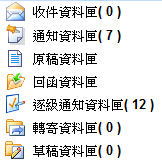 收件資料匣( 0 )
通知資料匣( 7 )
原稿資料匣
回函資料匣
逐級通知資料匣( 12 )
轉寄資料匣( 0 )
草稿資料匣( 0 )